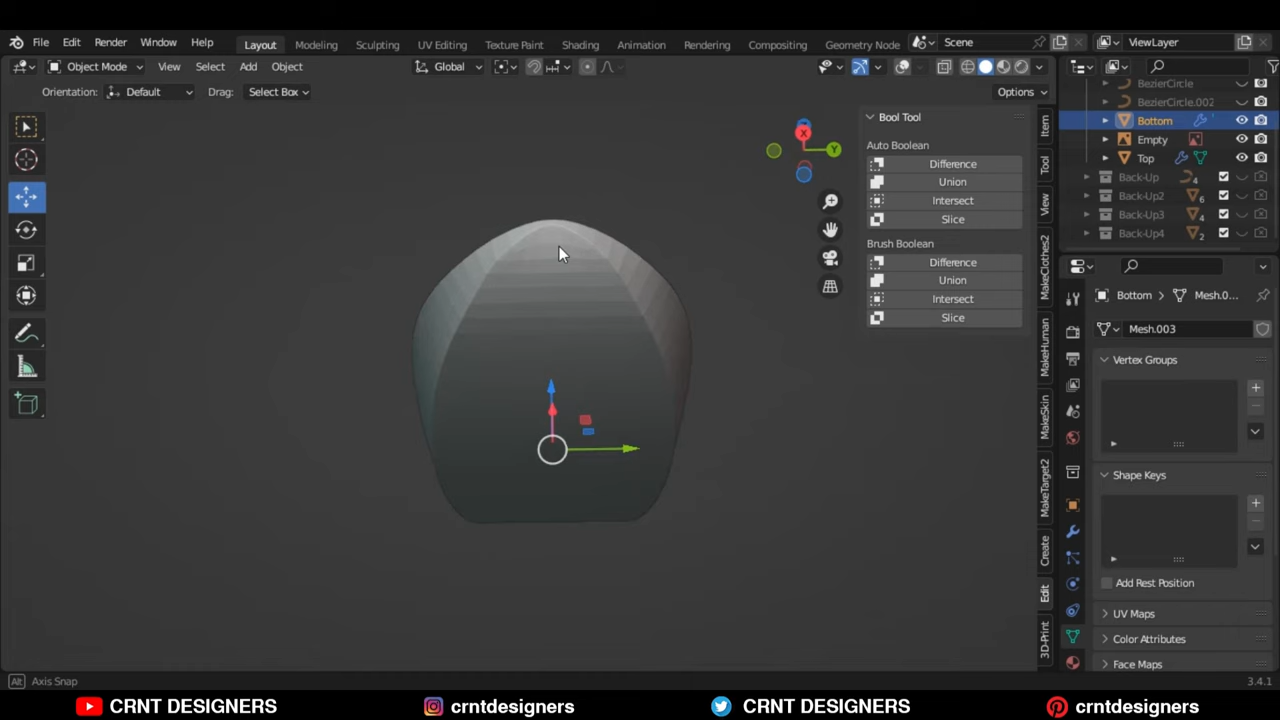 File Edit Render Window Help Layout Modeling Sculpting UV Editing Texture Paint Shading Animation Rendering Compositing Geometry Node Scene ViewLayer
Object Mode View Select Add Object Global
Orientation: Default Drag: Select Box Options
BezierCircle
BezierCircle.002
Bottom
Empty
Top
Back-Up 4
Back-Up2 6
Back-Up3 4
Back-Up4 2
X
Y
Bool Tool
Auto Boolean
Difference
Union
Intersect
Slice
Brush Boolean
Difference
Union
Intersect
Slice
Item
Tool
View
MakeClothes2
MakeHuman
MakeSkin
MakeTarget2
Create
Edit
3D-Print
Bottom Mesh.0...
Mesh.003
Vertex Groups
Shape Keys
Add Rest Position
UV Maps
Color Attributes
Face Maps
Alt Axis Snap 3.4.1
CRNT DESIGNERS crntdesigners CRNT DESIGNERS crntdesigners